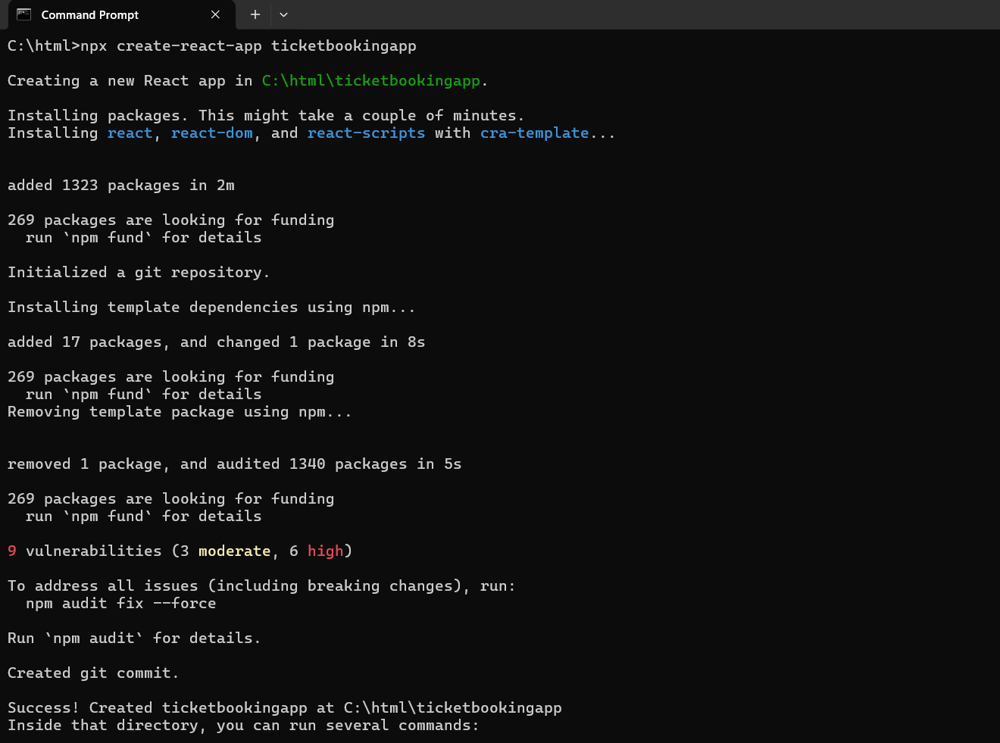 Command Prompt
C:\html>npx create-react-app ticketbookingapp
Creating a new React app in C:\html\ticketbookingapp.
Installing packages. This might take a couple of minutes.
Installing react, react-dom, and react-scripts with cra-template...
added 1323 packages in 2m
269 packages are looking for funding
  run `npm fund` for details
Initialized a git repository.
Installing template dependencies using npm...
added 17 packages, and changed 1 package in 8s
269 packages are looking for funding
  run `npm fund` for details
Removing template package using npm...
removed 1 package, and audited 1340 packages in 5s
269 packages are looking for funding
  run `npm fund` for details
9 vulnerabilities (3 moderate, 6 high)
To address all issues (including breaking changes), run:
  npm audit fix --force
Run `npm audit` for details.
Created git commit.
Success! Created ticketbookingapp at C:\html\ticketbookingapp
Inside that directory, you can run several commands: